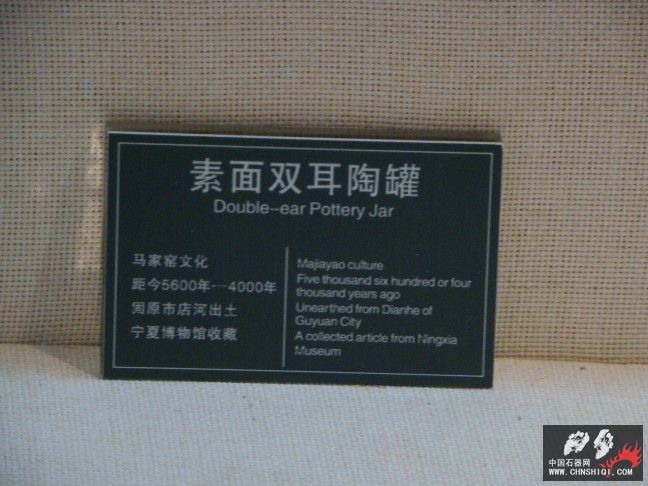 素面双耳陶罐
Double-ear Pottery Jar
马家窑文化
距今5600年—4000年
固原市店河出土
宁夏博物馆收藏
Majiayao culture
Five thousand six hundred or four
thousand years ago
Unearthed from Dianhe of
Guyuan City
A collected article from Ningxia
Museum
中国石器网
www.CHNSHIQI.COM